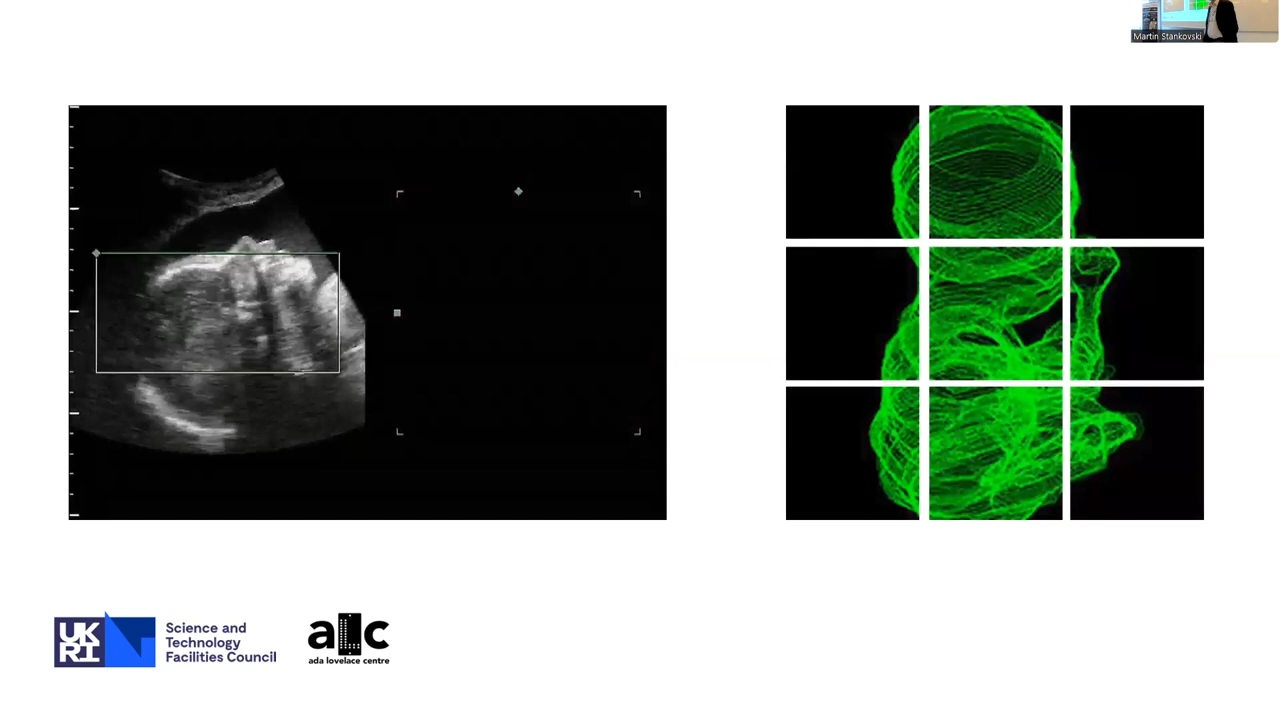 Martin Stankovski
UK
RI
Science and
Technology
Facilities Council
alc
ada lovelace centre